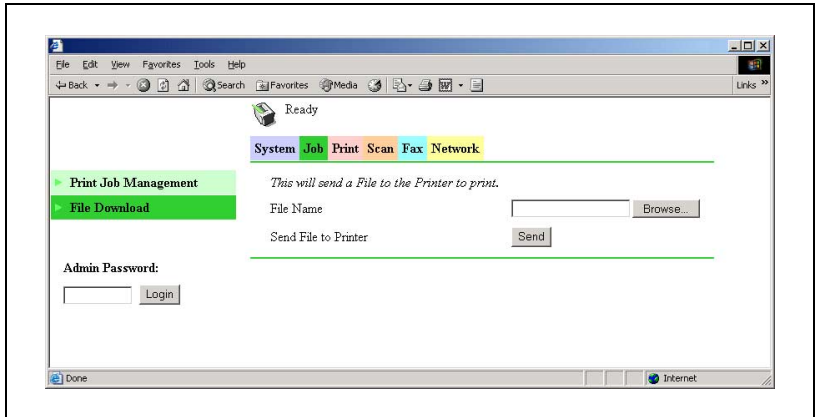 File Edit View Favorites Tools Help
Back Search Favorites Media Links »
Ready
System Job Print Scan Fax Network
Print Job Management
File Download
This will send a File to the Printer to print.
File Name Browse...
Send File to Printer Send
Admin Password:
Login
Done Internet